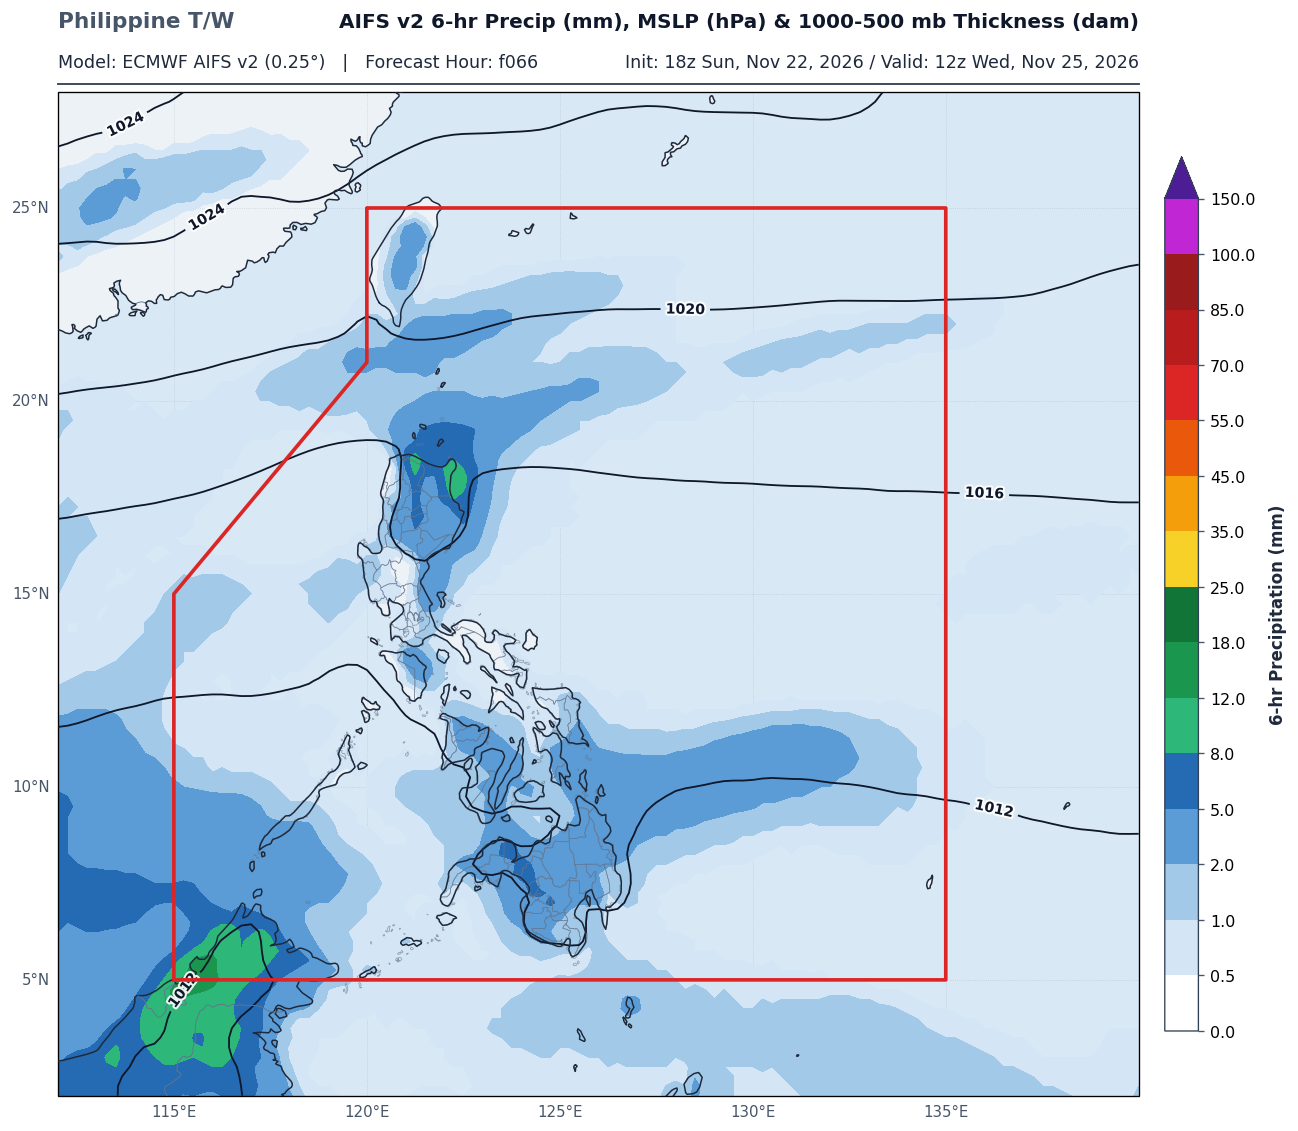 Philippine T/W
AIFS v2 6-hr Precip (mm), MSLP (hPa) & 1000-500 mb Thickness (dam)
Model: ECMWF AIFS v2 (0.25°) | Forecast Hour: f066
Init: 18z Sun, Nov 22, 2026 / Valid: 12z Wed, Nov 25, 2026
1024
1024
1020
1016
1012
1012
25°N
20°N
15°N
10°N
5°N
115°E
120°E
125°E
130°E
135°E
150.0
100.0
85.0
70.0
55.0
45.0
35.0
25.0
18.0
12.0
8.0
5.0
2.0
1.0
0.5
0.0
6-hr Precipitation (mm)